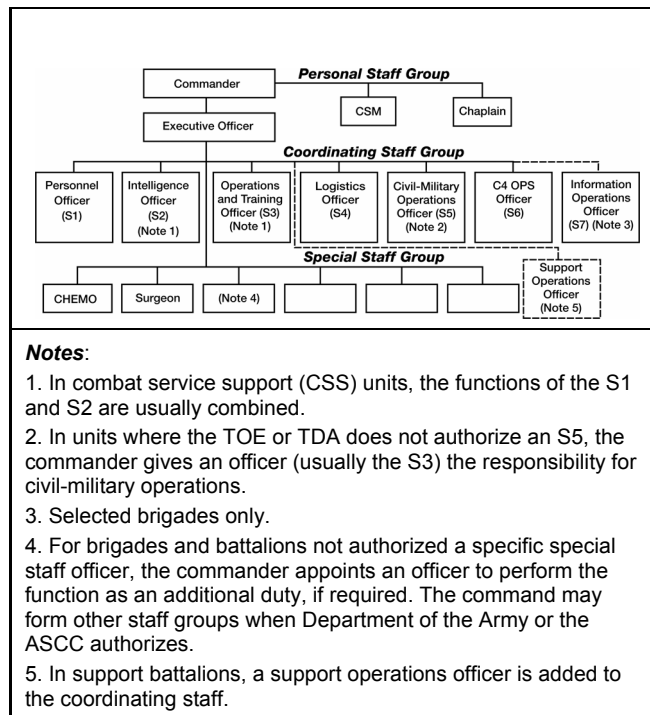 Personal Staff Group
Commander
CSM
Chaplain
Executive Officer
Coordinating Staff Group
Personnel
Officer
(S1)
Intelligence
Officer
(S2)
(Note 1)
Operations
and Training
Officer (S3)
(Note 1)
Logistics
Officer
(S4)
Civil-Military
Operations
Officer (S5)
(Note 2)
C4 OPS
Officer
(S6)
Information
Operations
Officer
(S7) (Note 3)
Special Staff Group
CHEMO
Surgeon
(Note 4)
Support
Operations
Officer
(Note 5)
Notes:
1. In combat service support (CSS) units, the functions of the S1
and S2 are usually combined.
2. In units where the TOE or TDA does not authorize an S5, the
commander gives an officer (usually the S3) the responsibility for
civil-military operations.
3. Selected brigades only.
4. For brigades and battalions not authorized a specific special
staff officer, the commander appoints an officer to perform the
function as an additional duty, if required. The command may
form other staff groups when Department of the Army or the
ASCC authorizes.
5. In support battalions, a support operations officer is added to
the coordinating staff.